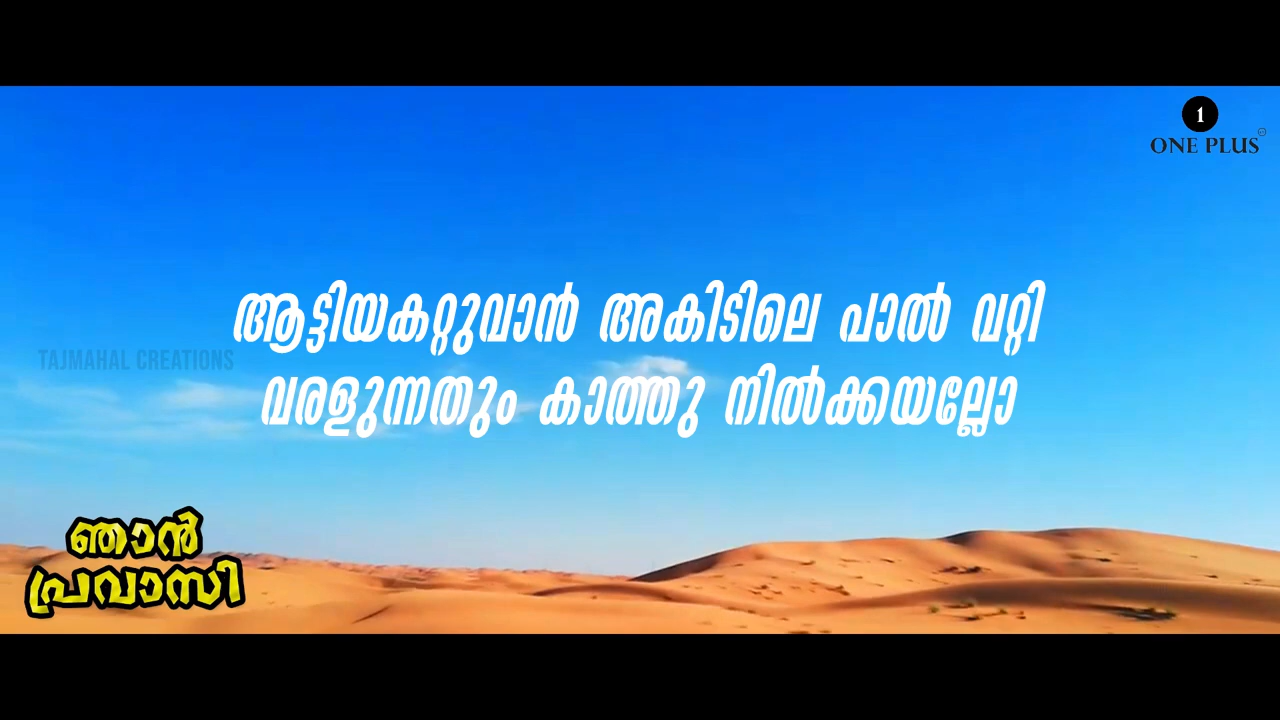 1
ONE PLUS
ആട്ടിയകറ്റുവാൻ അകിടിലെ പാൽ വറ്റി
TAJMAHAL CREATIONS
വരളുന്നതും കാത്തു നിൽക്കയല്ലോ
ഞാൻ
പ്രവാസി